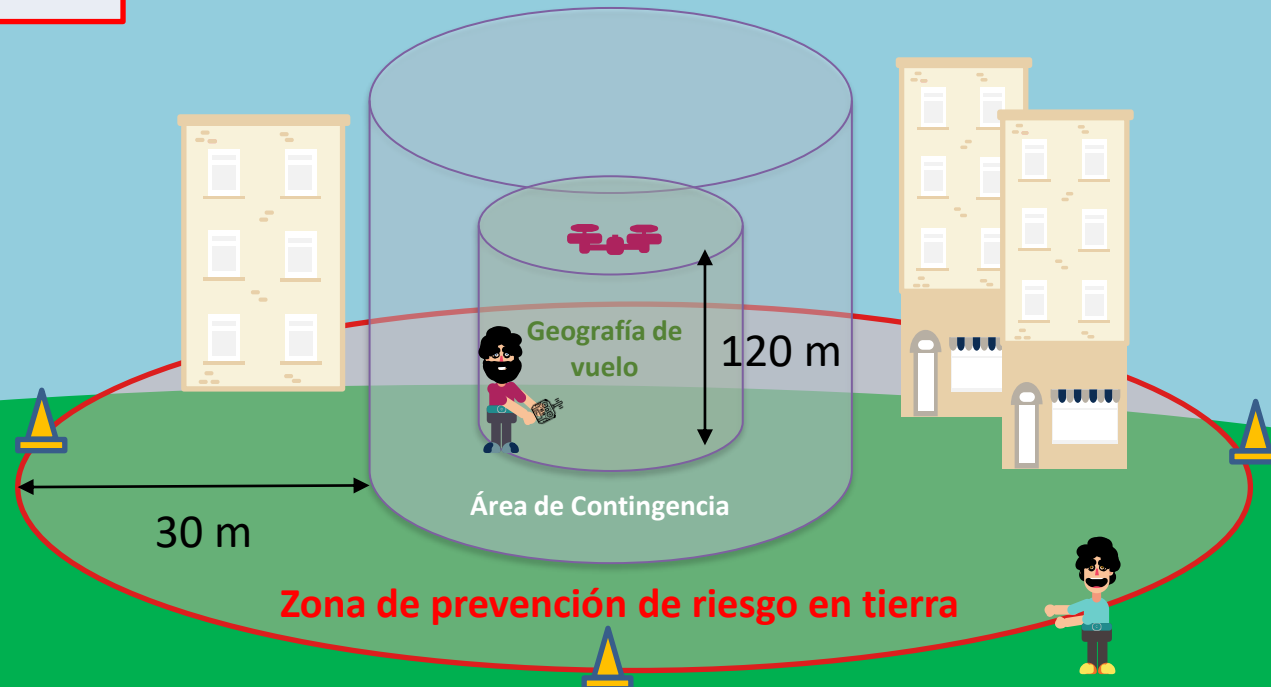 Geografía de
vuelo
120 m
Área de Contingencia
30 m
Zona de prevención de riesgo en tierra